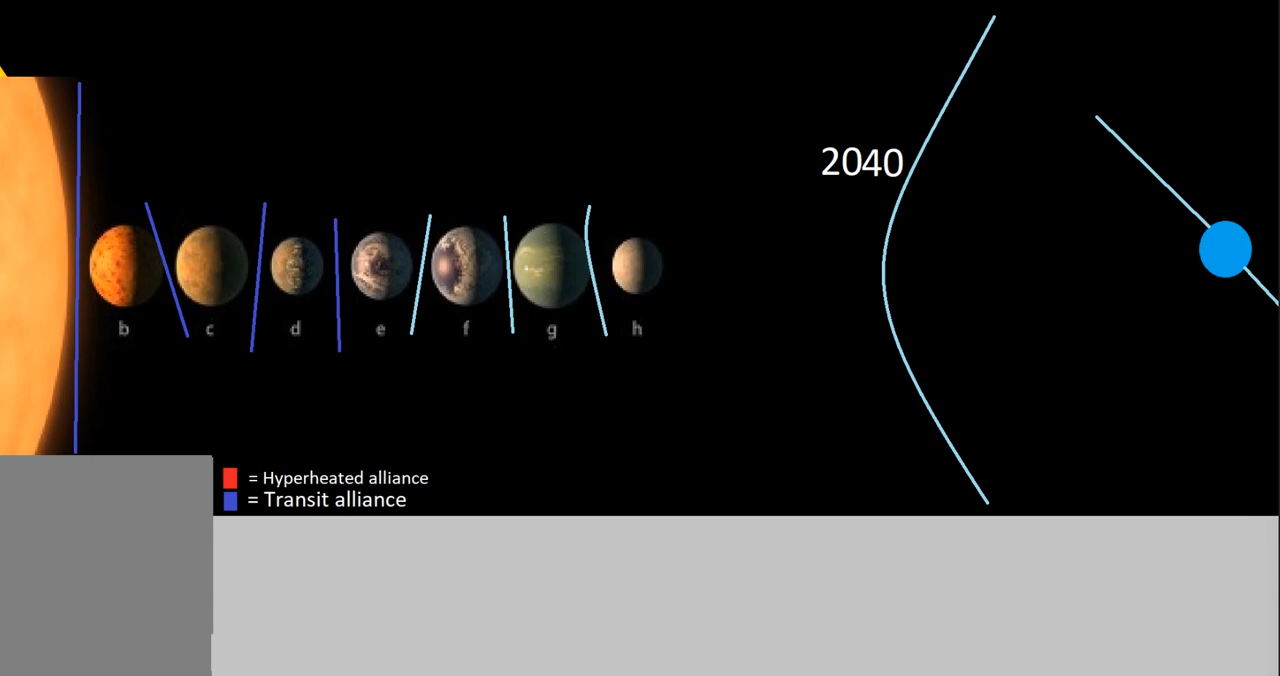 2040
b c d e f g h
= Hyperheated alliance
= Transit alliance